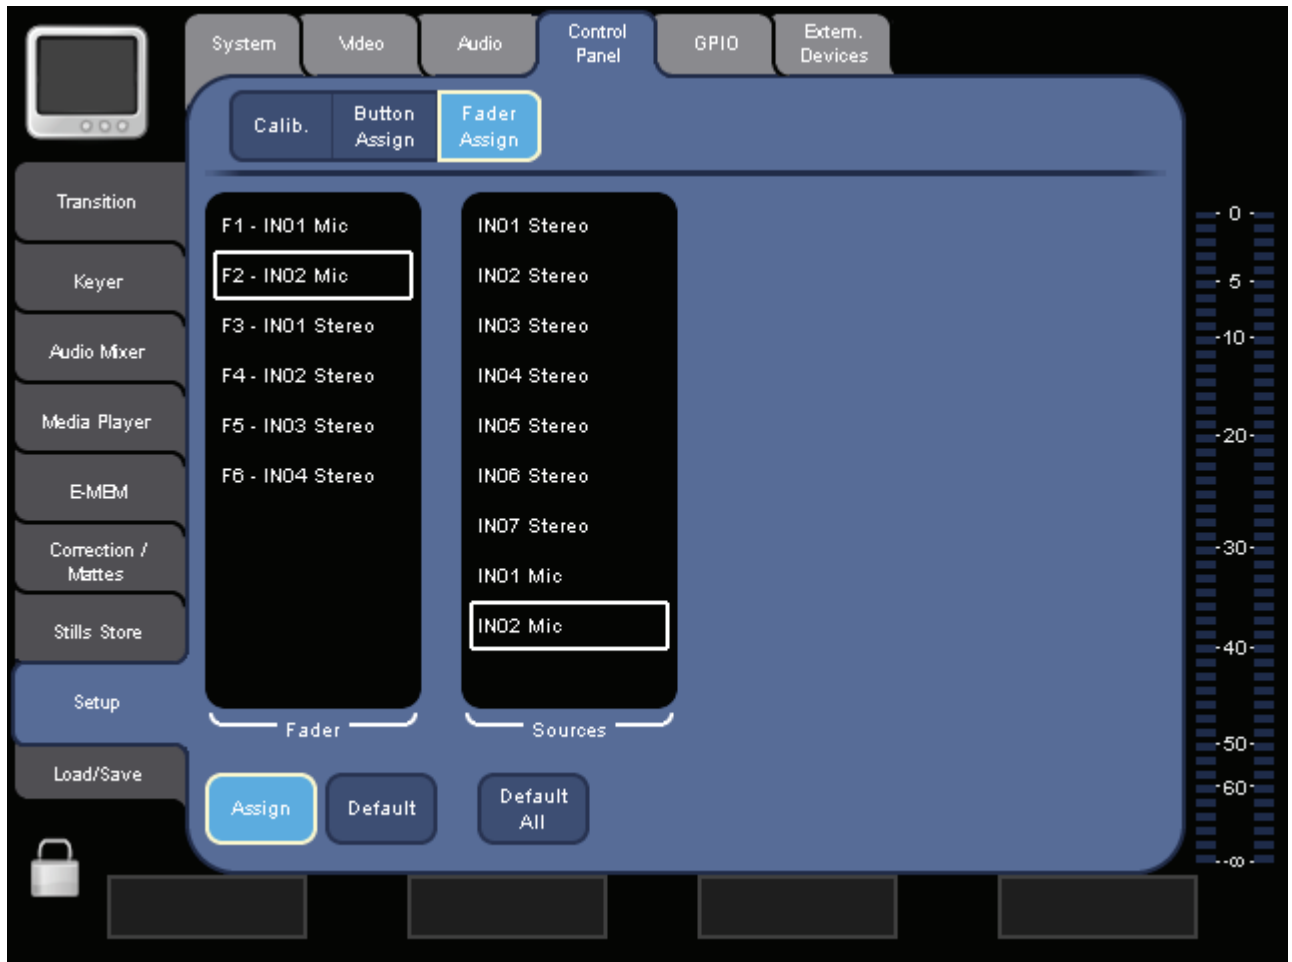 System
Video
Audio
Control
Panel
GPIO
Extern.
Devices
Calib.
Button
Assign
Fader
Assign
Transition
Keyer
Audio Mixer
Media Player
E-MEM
Correction /
Mattes
Stills Store
Setup
Load/Save
F1 - IN01 Mic
F2 - IN02 Mic
F3 - IN01 Stereo
F4 - IN02 Stereo
F5 - IN03 Stereo
F6 - IN04 Stereo
Fader
IN01 Stereo
IN02 Stereo
IN03 Stereo
IN04 Stereo
IN05 Stereo
IN06 Stereo
IN07 Stereo
IN01 Mic
IN02 Mic
Sources
Assign
Default
Default
All
- 0 -
- 5 -
-10-
-20-
-30-
-40-
-50-
-60-
--∞-